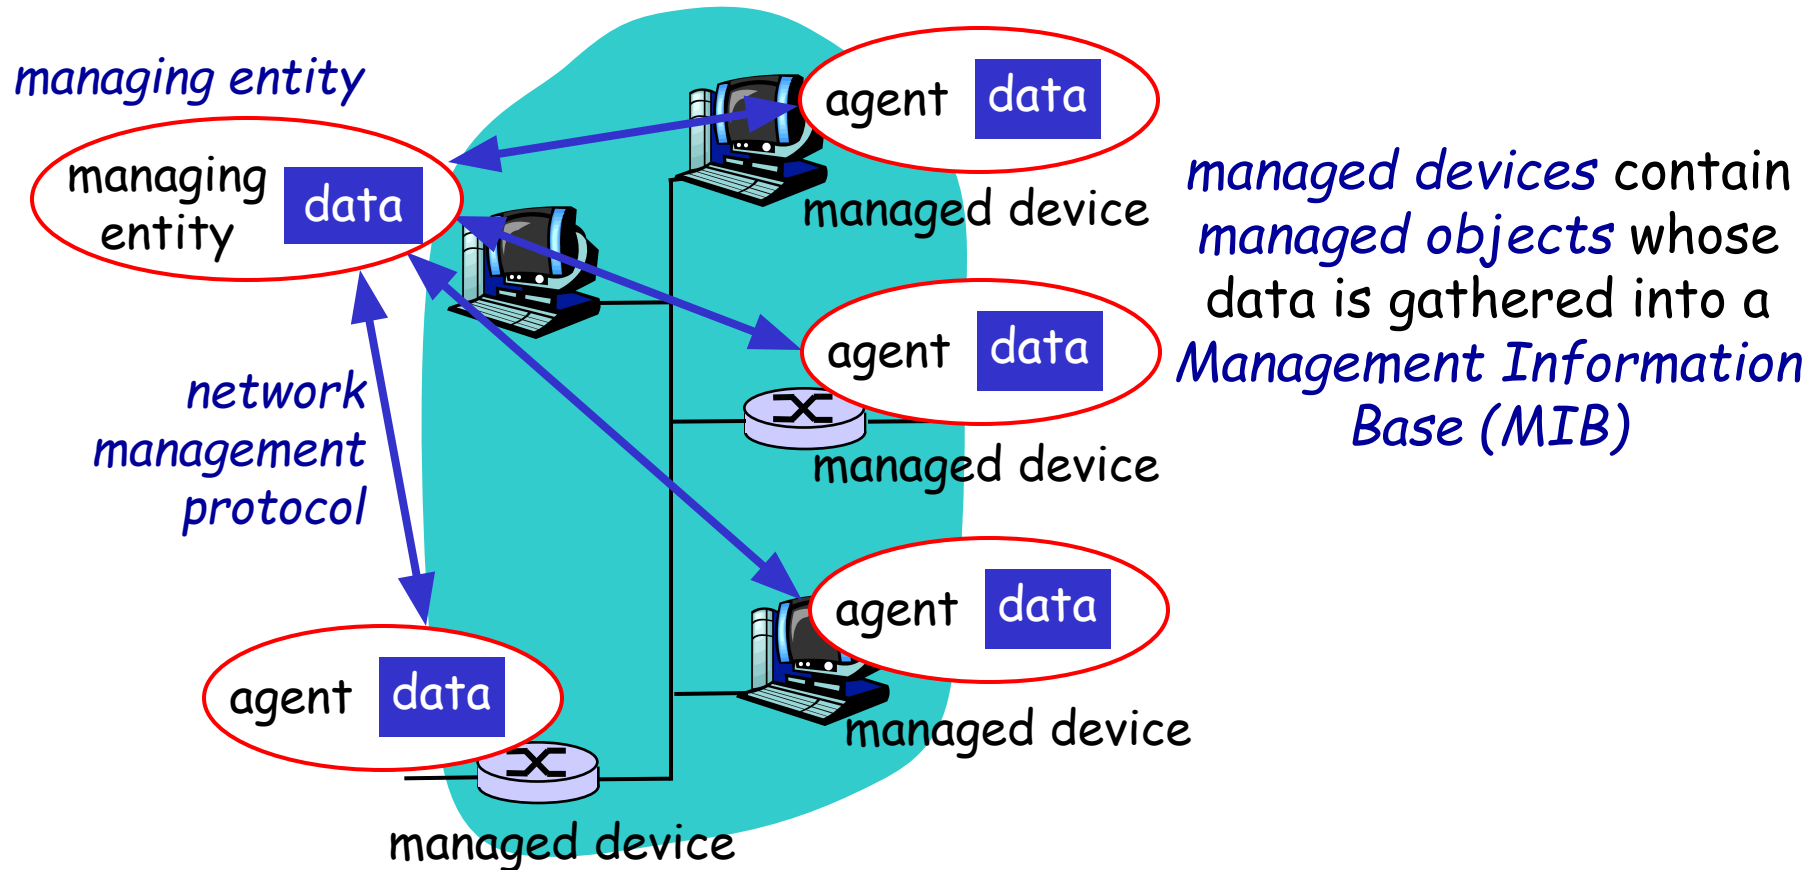 managing entity
managing
entity
data
agent data
managed device
agent data
managed device
agent data
managed device
network
management
protocol
agent data
managed device
managed devices contain
managed objects whose
data is gathered into a
Management Information
Base (MIB)